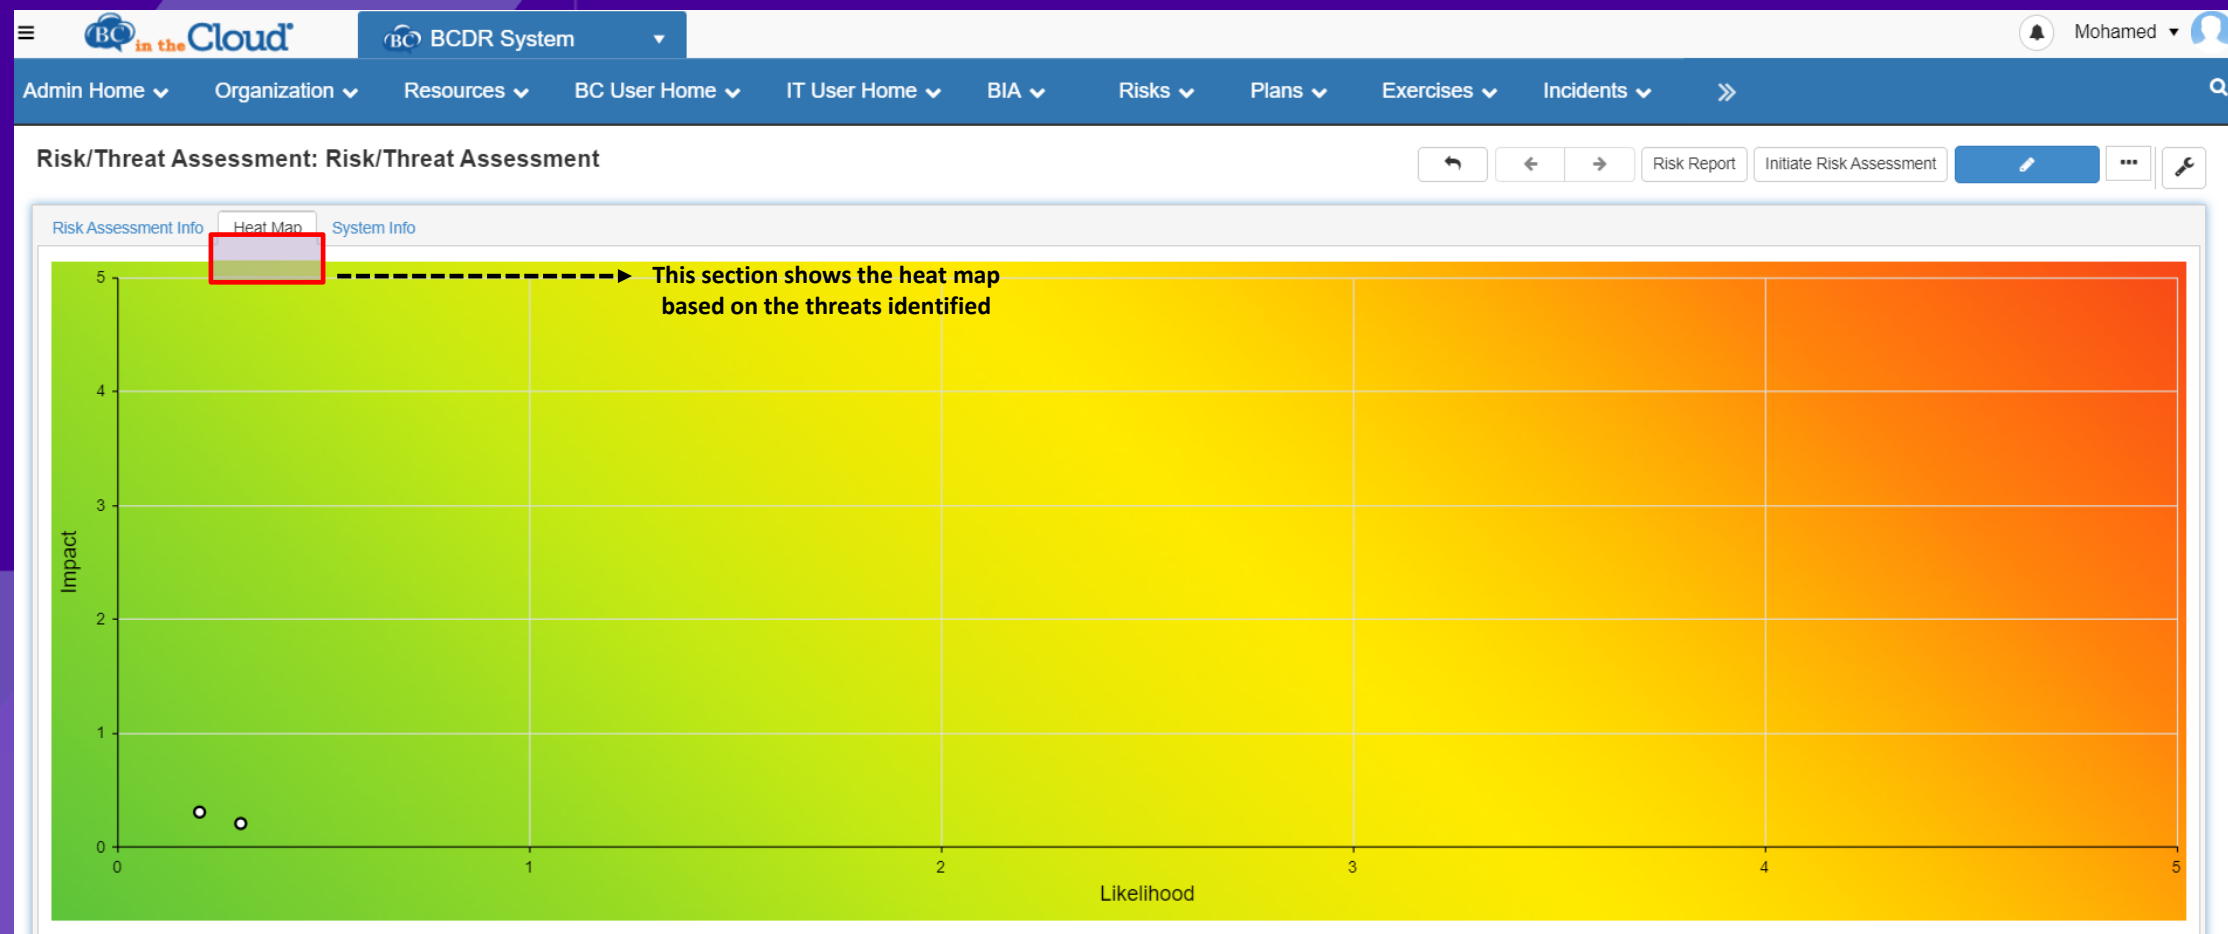 BC in the Cloud
BC BCDR System
Mohamed
Admin Home
Organization
Resources
BC User Home
IT User Home
BIA
Risks
Plans
Exercises
Incidents
Risk/Threat Assessment: Risk/Threat Assessment
Risk Report
Initiate Risk Assessment
Risk Assessment Info
Heat Map
System Info
This section shows the heat map
based on the threats identified
5
4
3
2
1
0
Impact
0
1
2
3
4
5
Likelihood